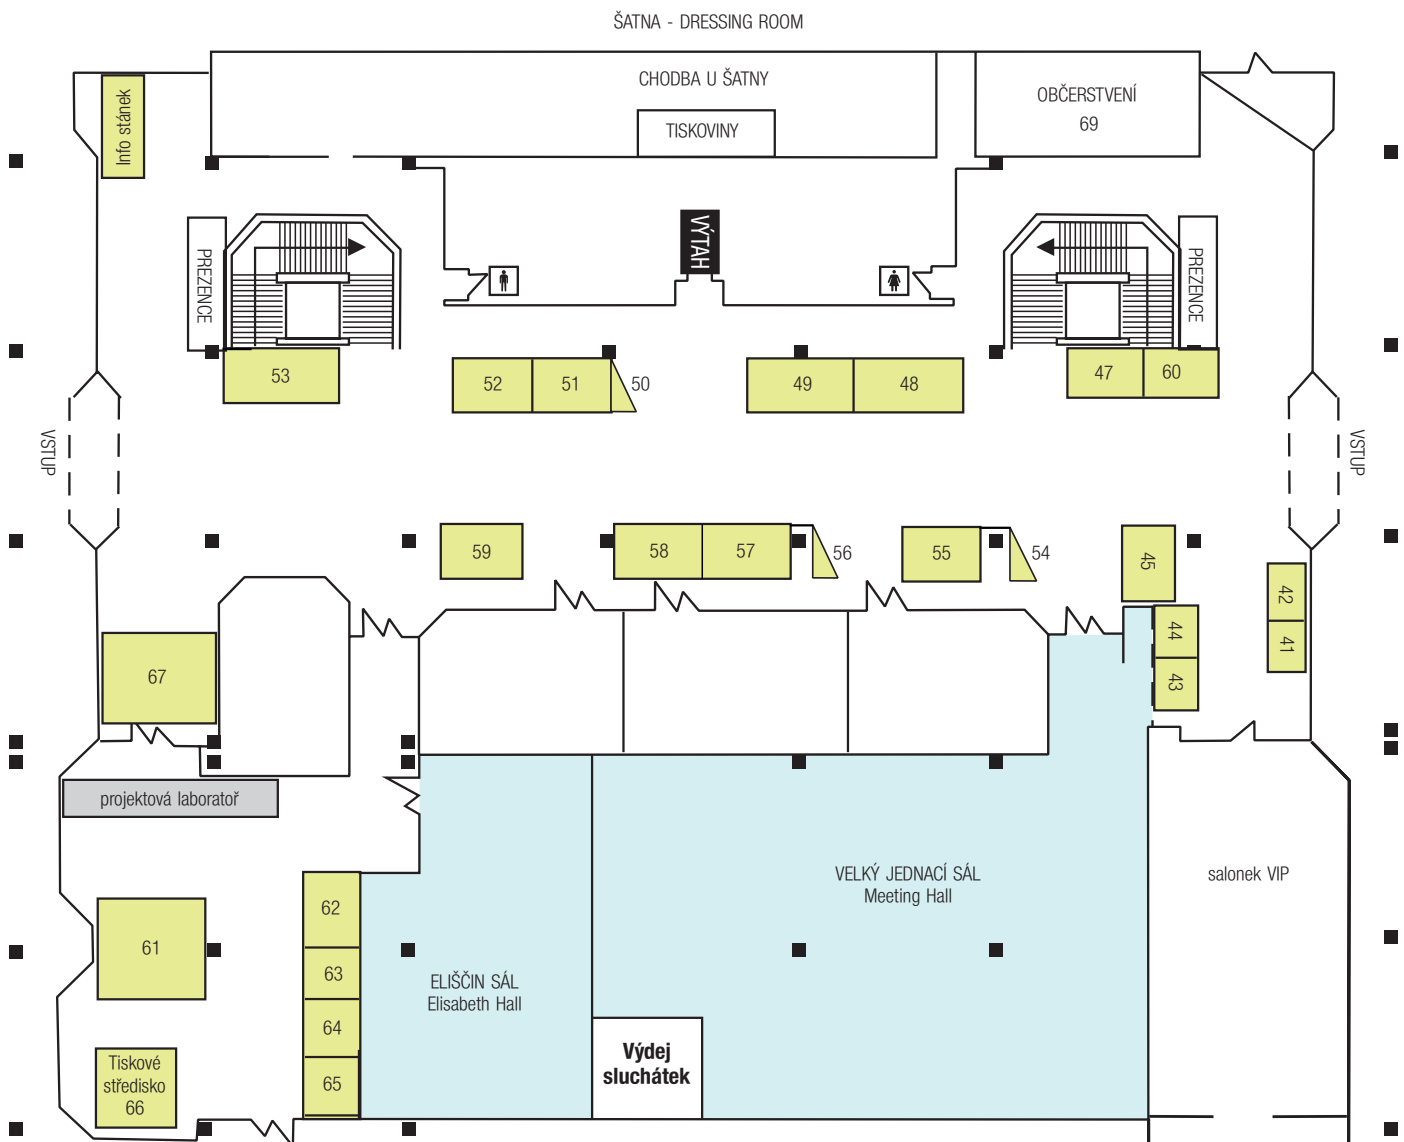 ŠATNA - DRESSING ROOM
CHODBA U ŠATNY
TISKOVINY
OBČERSTVENÍ
69
Info stánek
PREZENCE
VÝTAH
PREZENCE
53
52
51
50
49
48
47
60
VSTUP
VSTUP
59
58
57
56
55
54
45
42
41
44
43
67
projektová laboratoř
62
61
63
64
65
Tiskové
středisko
66
ELIŠČIN SÁL
Elisabeth Hall
VELKÝ JEDNACÍ SÁL
Meeting Hall
salonek VIP
Výdej
sluchátek